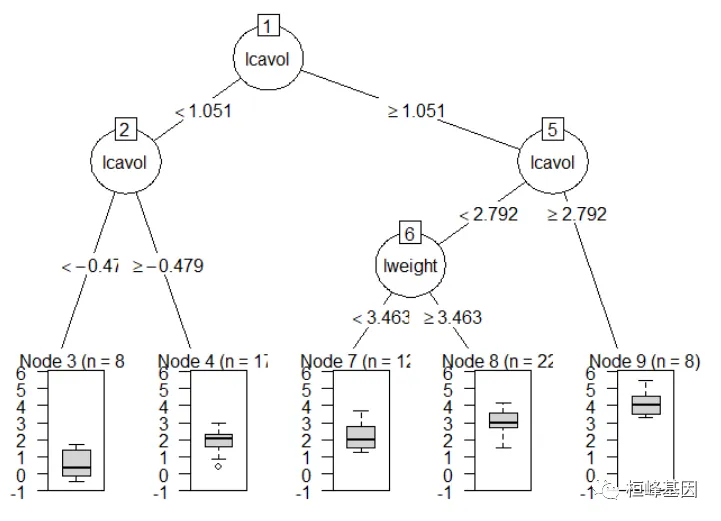 1
lcavol
< 1.051
≥ 1.051
2
lcavol
5
lcavol
< 2.792
≥ 2.792
6
lweight
< −0.47
≥ −0.479
< 3.463
≥ 3.463
Node 3 (n = 8
Node 4 (n = 17
Node 7 (n = 12
Node 8 (n = 22
Node 9 (n = 8)
6 6 6 6 6
5 5 5 5 5
4 4 4 4 4
3 3 3 3 3
2 2 2 2 2
1 1 1 1 1
0 0 0 0 0
-1 -1 -1 -1 -1
桓峰基因